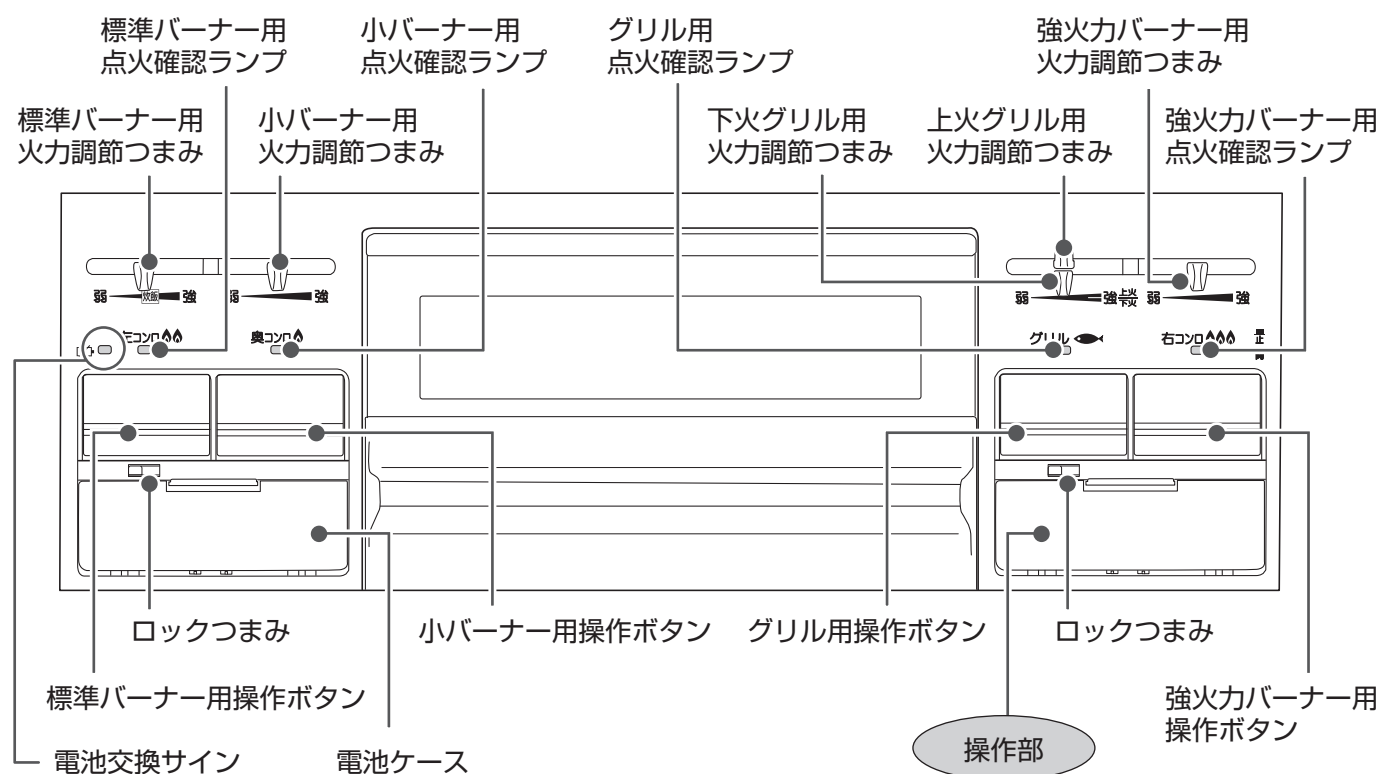 標準バーナー用
点火確認ランプ
小バーナー用
点火確認ランプ
グリル用
点火確認ランプ
強火力バーナー用
火力調節つまみ
標準バーナー用
火力調節つまみ
小バーナー用
火力調節つまみ
下火グリル用
火力調節つまみ
上火グリル用
火力調節つまみ
強火力バーナー用
点火確認ランプ
弱 炊飯 強
弱 強
弱 強
弱 強
左コンロ
奥コンロ
グリル
右コンロ
ロックつまみ
小バーナー用操作ボタン
グリル用操作ボタン
ロックつまみ
標準バーナー用操作ボタン
強火力バーナー用
操作ボタン
電池交換サイン
電池ケース
操作部